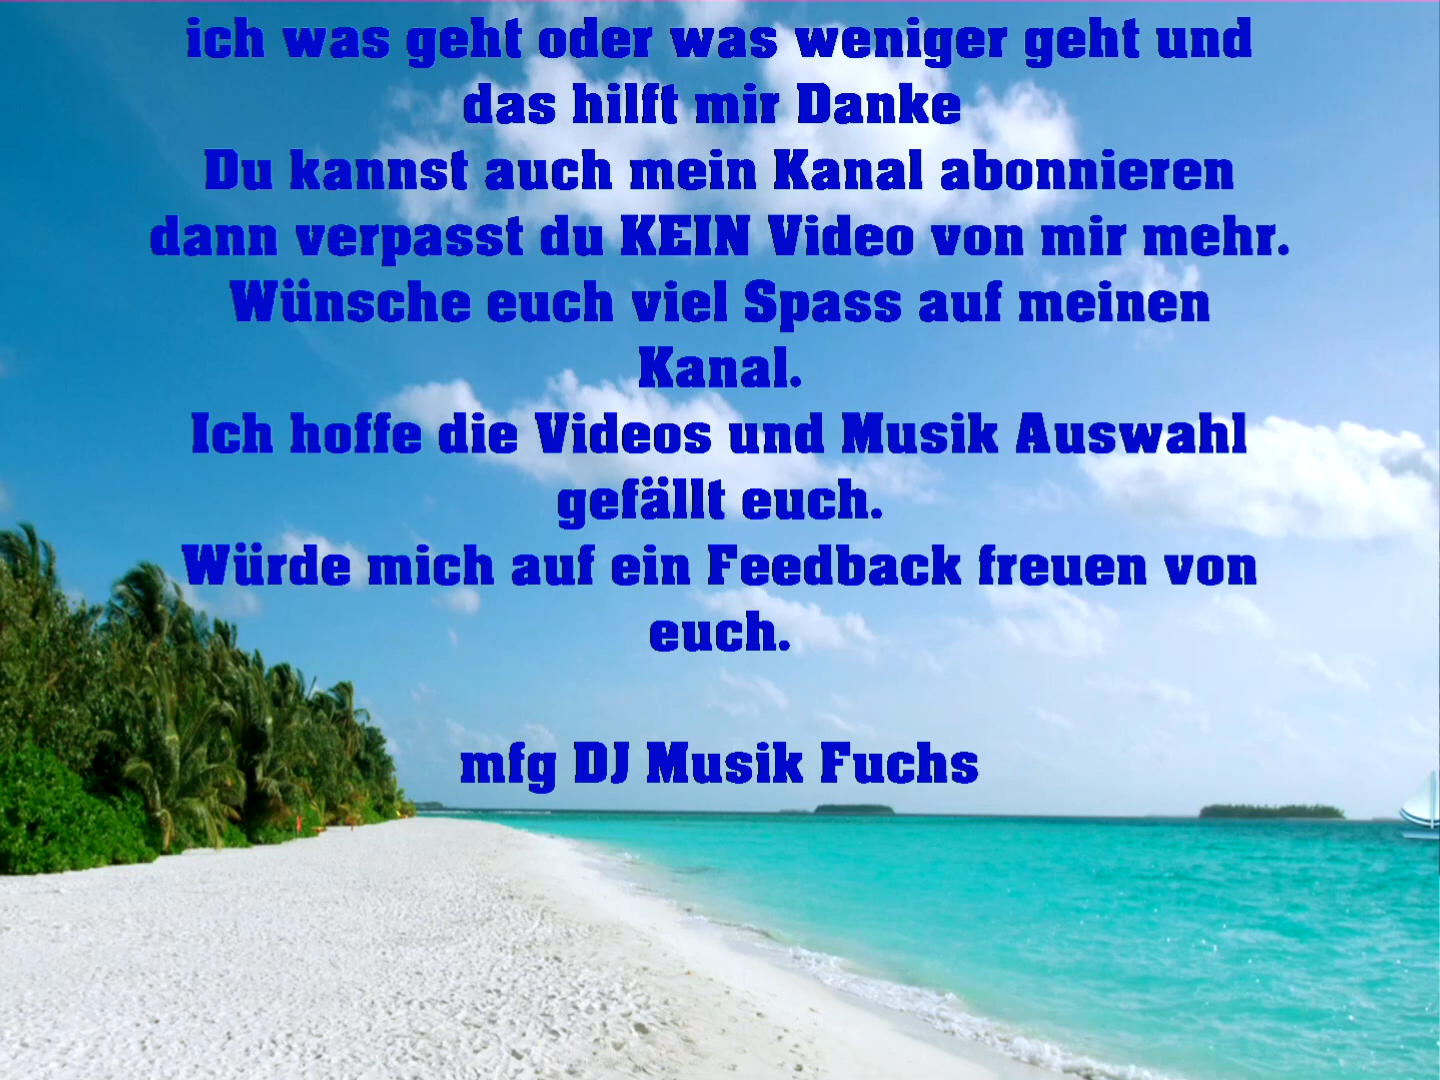 ich was geht oder was weniger geht und
das hilft mir Danke
Du kannst auch mein Kanal abonnieren
dann verpasst du KEIN Video von mir mehr.
Wünsche euch viel Spass auf meinen
Kanal.
Ich hoffe die Videos und Musik Auswahl
gefällt euch.
Würde mich auf ein Feedback freuen von
euch.
mfg DJ Musik Fuchs